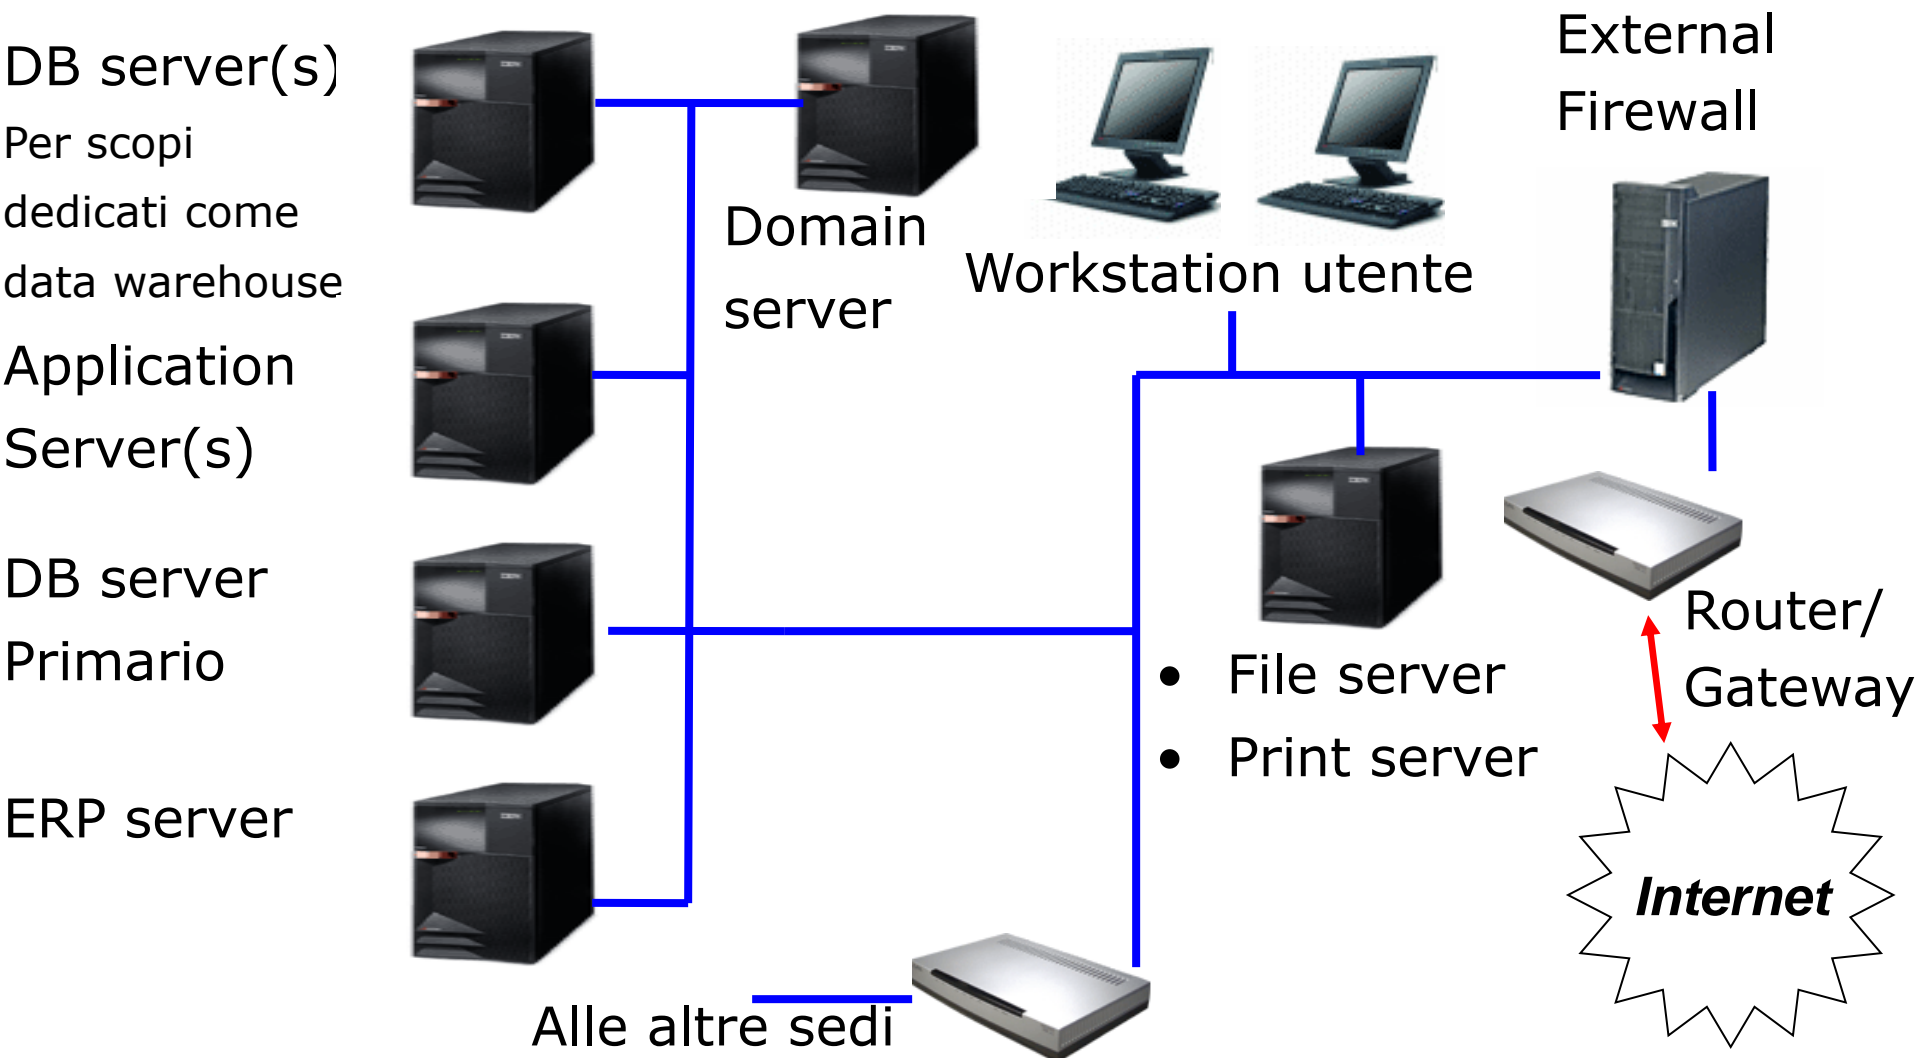 DB server(s)
Per scopi
dedicati come
data warehouse
Application
Server(s)
DB server
Primario
ERP server
Domain
server
Workstation utente
External
Firewall
• File server
• Print server
Router/
Gateway
Internet
Alle altre sedi